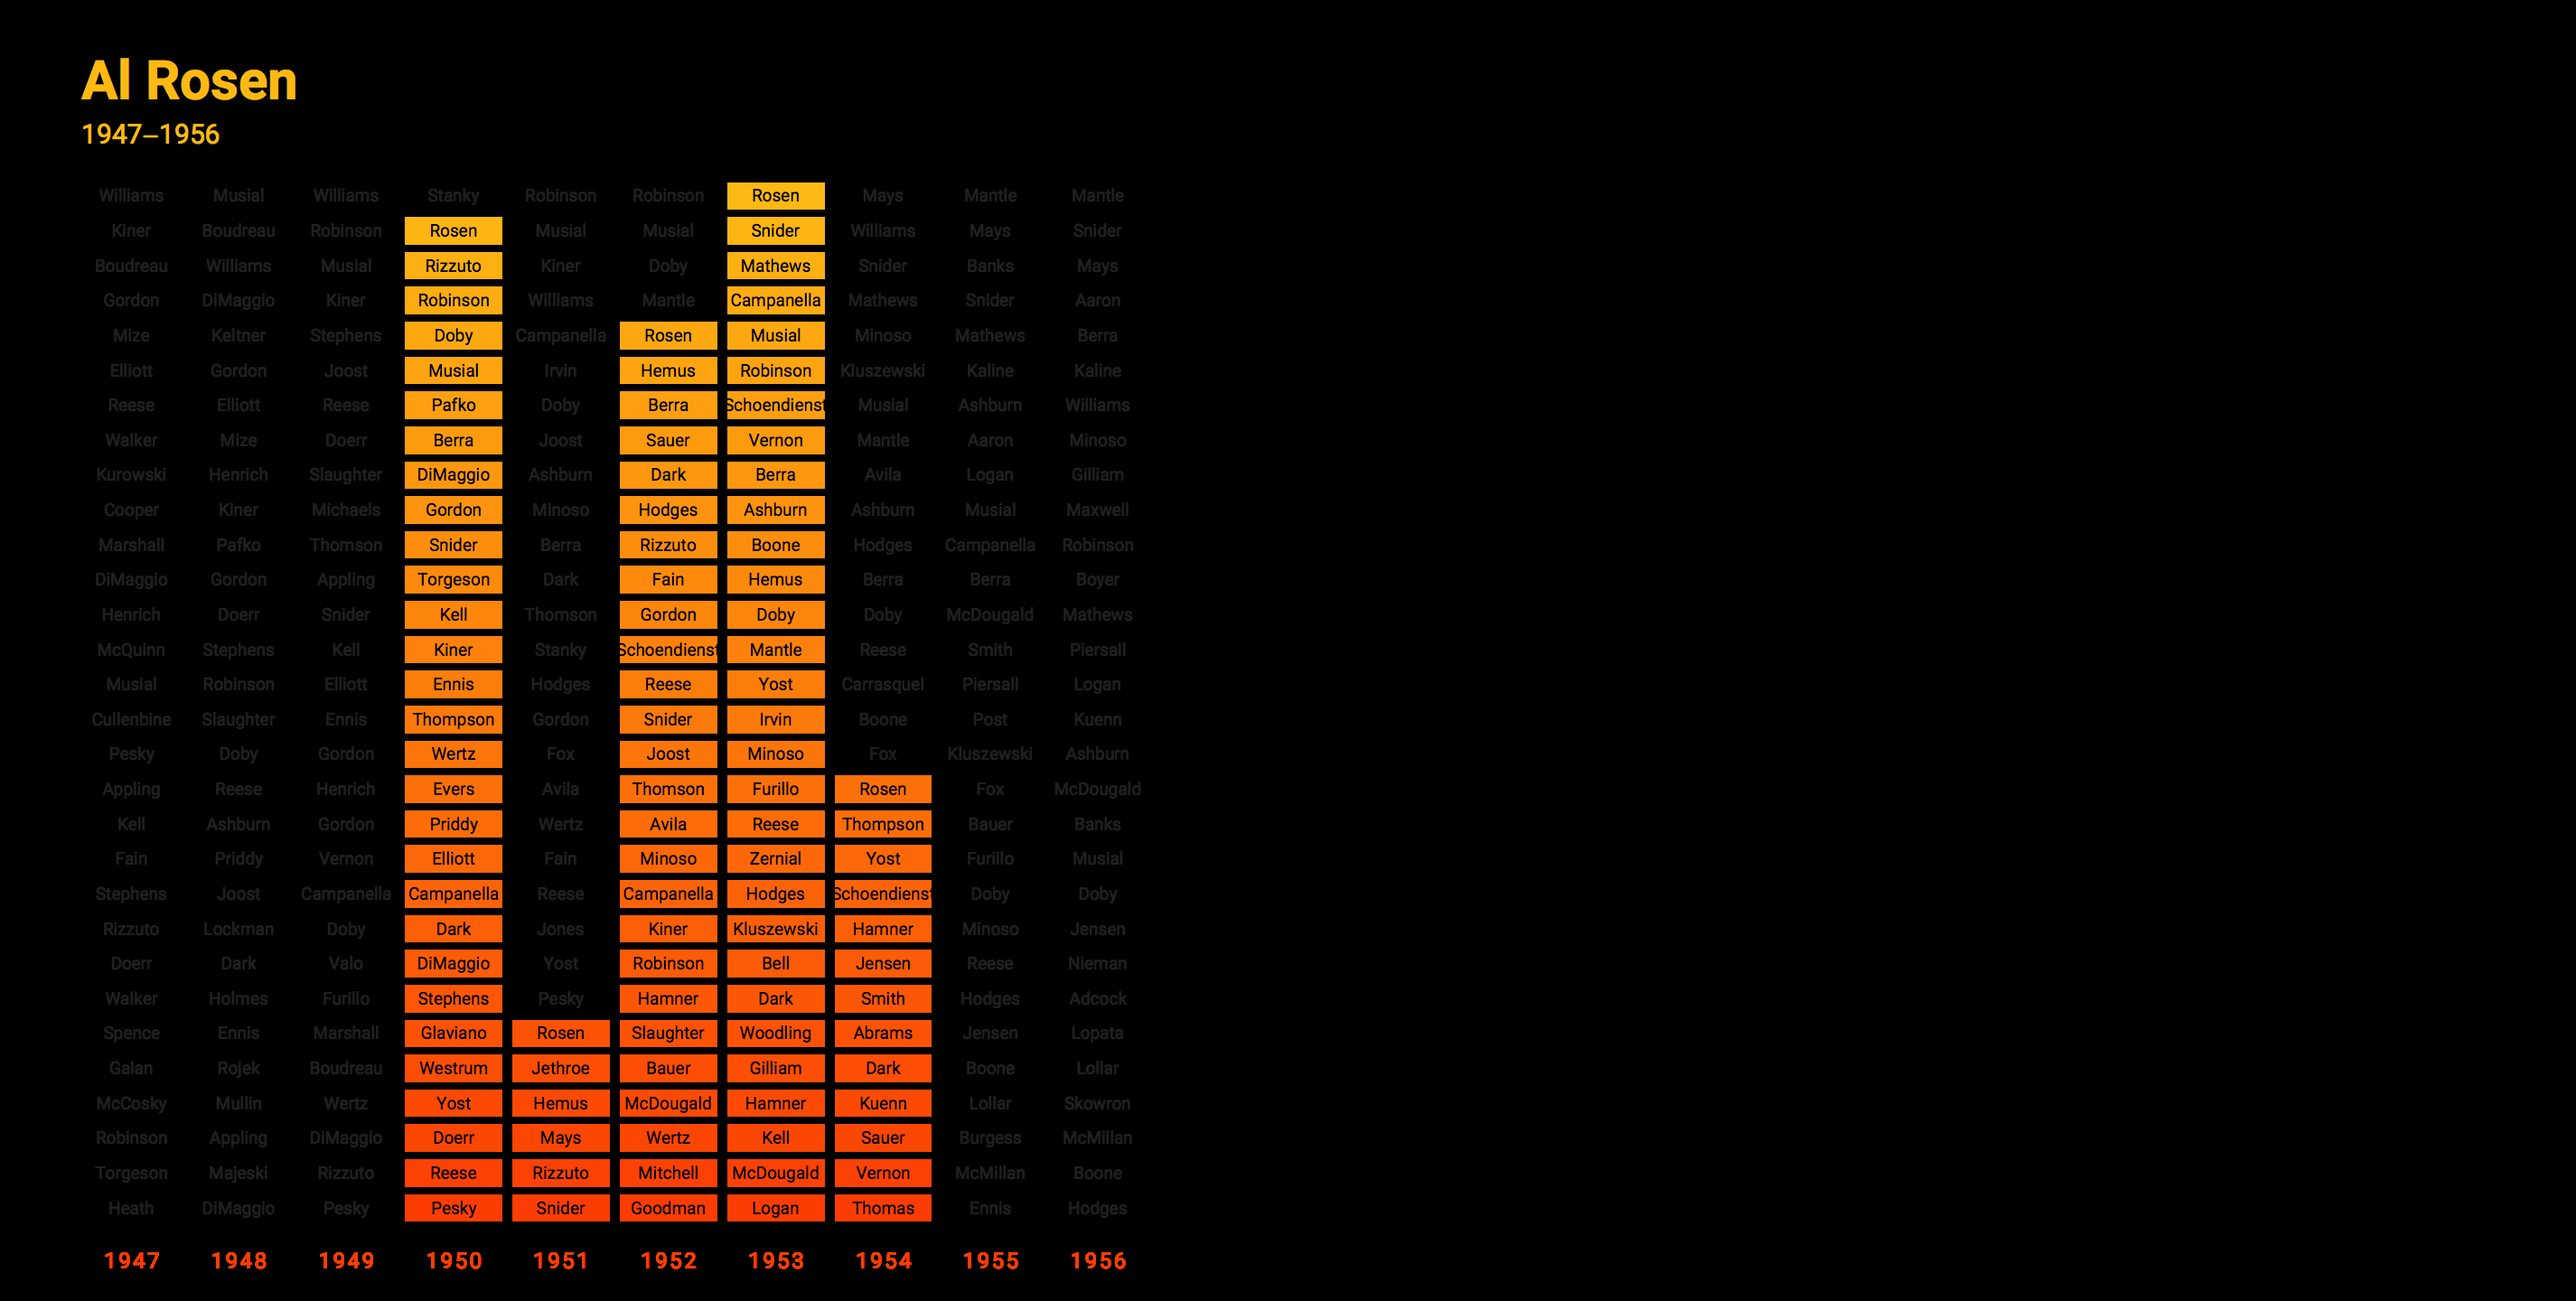 Al Rosen
1947–1956
Williams Musial Williams Stanky Robinson Robinson Rosen Mays Mantle Mantle
Kiner Boudreau Robinson Rosen Musial Musial Snider Williams Mays Snider
Boudreau Williams Musial Rizzuto Kiner Doby Mathews Snider Banks Mays
Gordon DiMaggio Kiner Robinson Williams Mantle Campanella Mathews Snider Aaron
Mize Keltner Stephens Doby Campanella Rosen Musial Minoso Mathews Berra
Elliott Gordon Joost Musial Irvin Hemus Robinson Kluszewski Kaline Kaline
Reese Elliott Reese Pafko Doby Berra Schoendienst Musial Ashburn Williams
Walker Mize Doerr Berra Joost Sauer Vernon Mantle Aaron Minoso
Kurowski Henrich Slaughter DiMaggio Ashburn Dark Berra Avila Logan Gilliam
Cooper Kiner Michaels Gordon Minoso Hodges Ashburn Ashburn Musial Maxwell
Marshall Pafko Thomson Snider Berra Rizzuto Boone Hodges Campanella Robinson
DiMaggio Gordon Appling Torgeson Dark Fain Hemus Berra Berra Boyer
Henrich Doerr Snider Kell Thomson Gordon Doby Doby McDougald Mathews
McQuinn Stephens Kell Kiner Stanky Schoendienst Mantle Reese Smith Piersall
Musial Robinson Elliott Ennis Hodges Reese Yost Carrasquel Piersall Logan
Cullenbine Slaughter Ennis Thompson Gordon Snider Irvin Boone Post Kuenn
Pesky Doby Gordon Wertz Fox Joost Minoso Fox Kluszewski Ashburn
Appling Reese Henrich Evers Avila Thomson Furillo Rosen Fox McDougald
Kell Ashburn Gordon Priddy Wertz Avila Reese Thompson Bauer Banks
Fain Priddy Vernon Elliott Fain Minoso Zernial Yost Furillo Musial
Stephens Joost Campanella Campanella Reese Campanella Hodges Schoendienst Doby Doby
Rizzuto Lockman Doby Dark Jones Kiner Kluszewski Hamner Minoso Jensen
Doerr Dark Valo DiMaggio Yost Robinson Bell Jensen Reese Nieman
Walker Holmes Furillo Stephens Pesky Hamner Dark Smith Hodges Adcock
Spence Ennis Marshall Glaviano Rosen Slaughter Woodling Abrams Jensen Lopata
Galan Rojek Boudreau Westrum Jethroe Bauer Gilliam Dark Boone Lollar
McCosky Mullin Wertz Yost Hemus McDougald Hamner Kuenn Lollar Skowron
Robinson Appling DiMaggio Doerr Mays Wertz Kell Sauer Burgess McMillan
Torgeson Majeski Rizzuto Reese Rizzuto Mitchell McDougald Vernon McMillan Boone
Heath DiMaggio Pesky Pesky Snider Goodman Logan Thomas Ennis Hodges
1947 1948 1949 1950 1951 1952 1953 1954 1955 1956